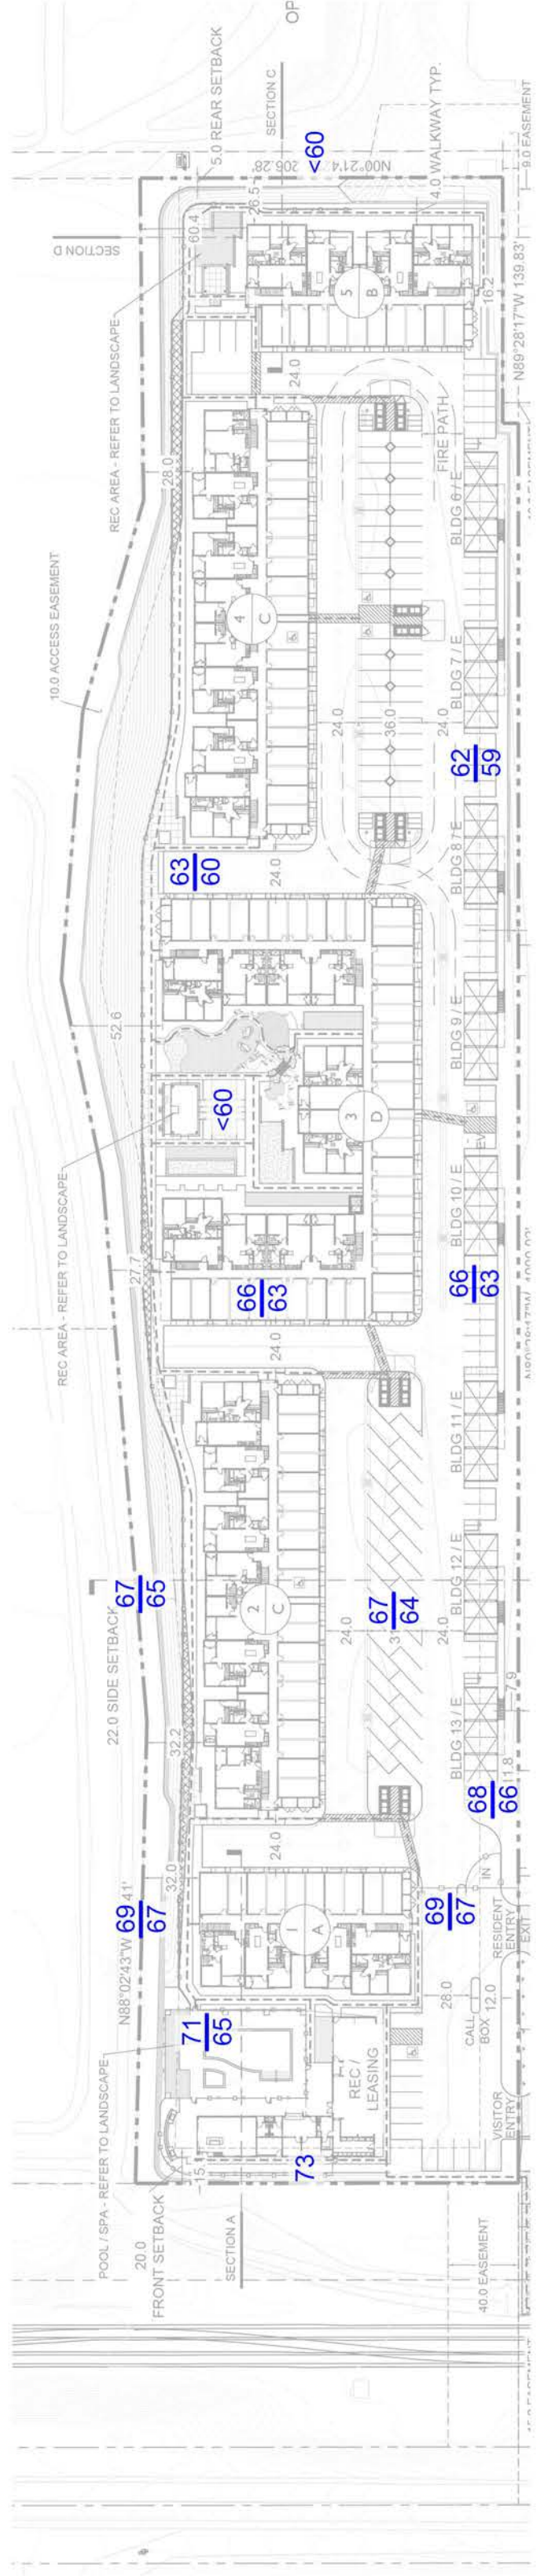 OP
5.0 REAR SETBACK
SECTION C
<60
N00°21'4 206.28'
4.0 WALKWAY TYP.
9.0 EASEMENT
SECTION D
60.4
26.5
REC AREA - REFER TO LANDSCAPE
5
B
16.2
N89°28'17"W 139.83'
28.0
24.0
FIRE PATH
BLDG 6 / E
10.0 ACCESS EASEMENT
4
C
24.0
36.0
24.0
BLDG 7 / E
62
59
63
60
24.0
BLDG 8 / E
52.6
BLDG 9 / E
REC AREA - REFER TO LANDSCAPE
<60
3
D
EV
27.7
BLDG 10 / E
66
63
66
63
24.0
BLDG 11 / E
22.0 SIDE SETBACK
67
65
2
C
67
64
24.0
31
24.0
BLDG 12 / E
32.2
BLDG 13 / E
7.9
11.8
68
66
N88°02'43"W
41'
69
67
32.0
24.0
1
A
69
67
IN
RESIDENT
ENTRY
EXIT
POOL / SPA - REFER TO LANDSCAPE
71
65
REC /
LEASING
28.0
CALL
BOX
12.0
VISITOR
ENTRY
73
15.
20.0
FRONT SETBACK
SECTION A
40.0 EASEMENT